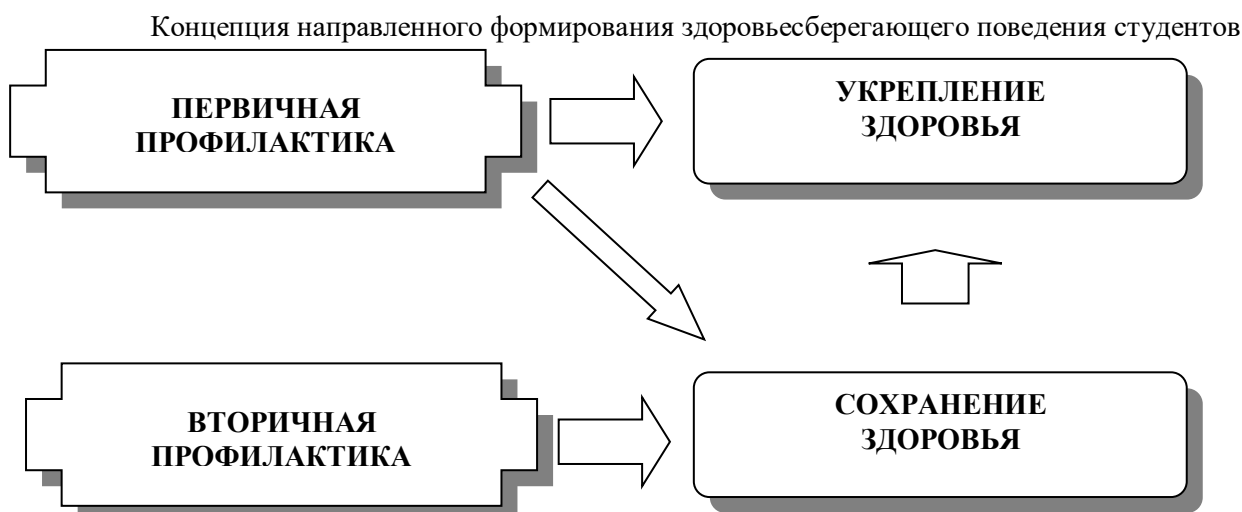 Концепция направленного формирования здоровьесберегающего поведения студентов
ПЕРВИЧНАЯ
ПРОФИЛАКТИКА
УКРЕПЛЕНИЕ
ЗДОРОВЬЯ
ВТОРИЧНАЯ
ПРОФИЛАКТИКА
СОХРАНЕНИЕ
ЗДОРОВЬЯ